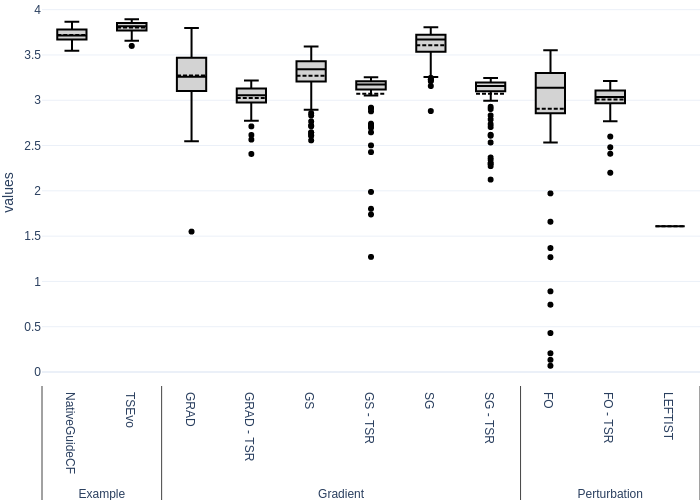 4
3.5
3
2.5
2
1.5
1
0.5
0
values
NativeGuideCF
TSEvo
GRAD
GRAD - TSR
GS
GS - TSR
SG
SG - TSR
FO
FO - TSR
LEFTIST
Example
Gradient
Perturbation